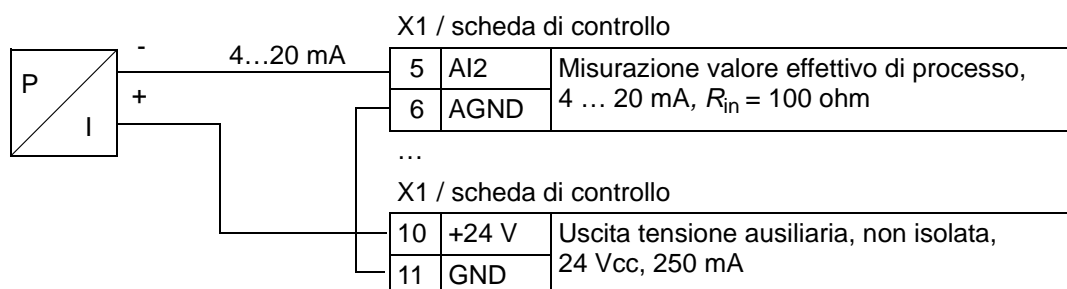 X1 / scheda di controllo
P
I
-
+
4…20 mA
5 AI2 Misurazione valore effettivo di processo,
6 AGND 4 … 20 mA, Rin = 100 ohm
…
X1 / scheda di controllo
10 +24 V Uscita tensione ausiliaria, non isolata,
11 GND 24 Vcc, 250 mA